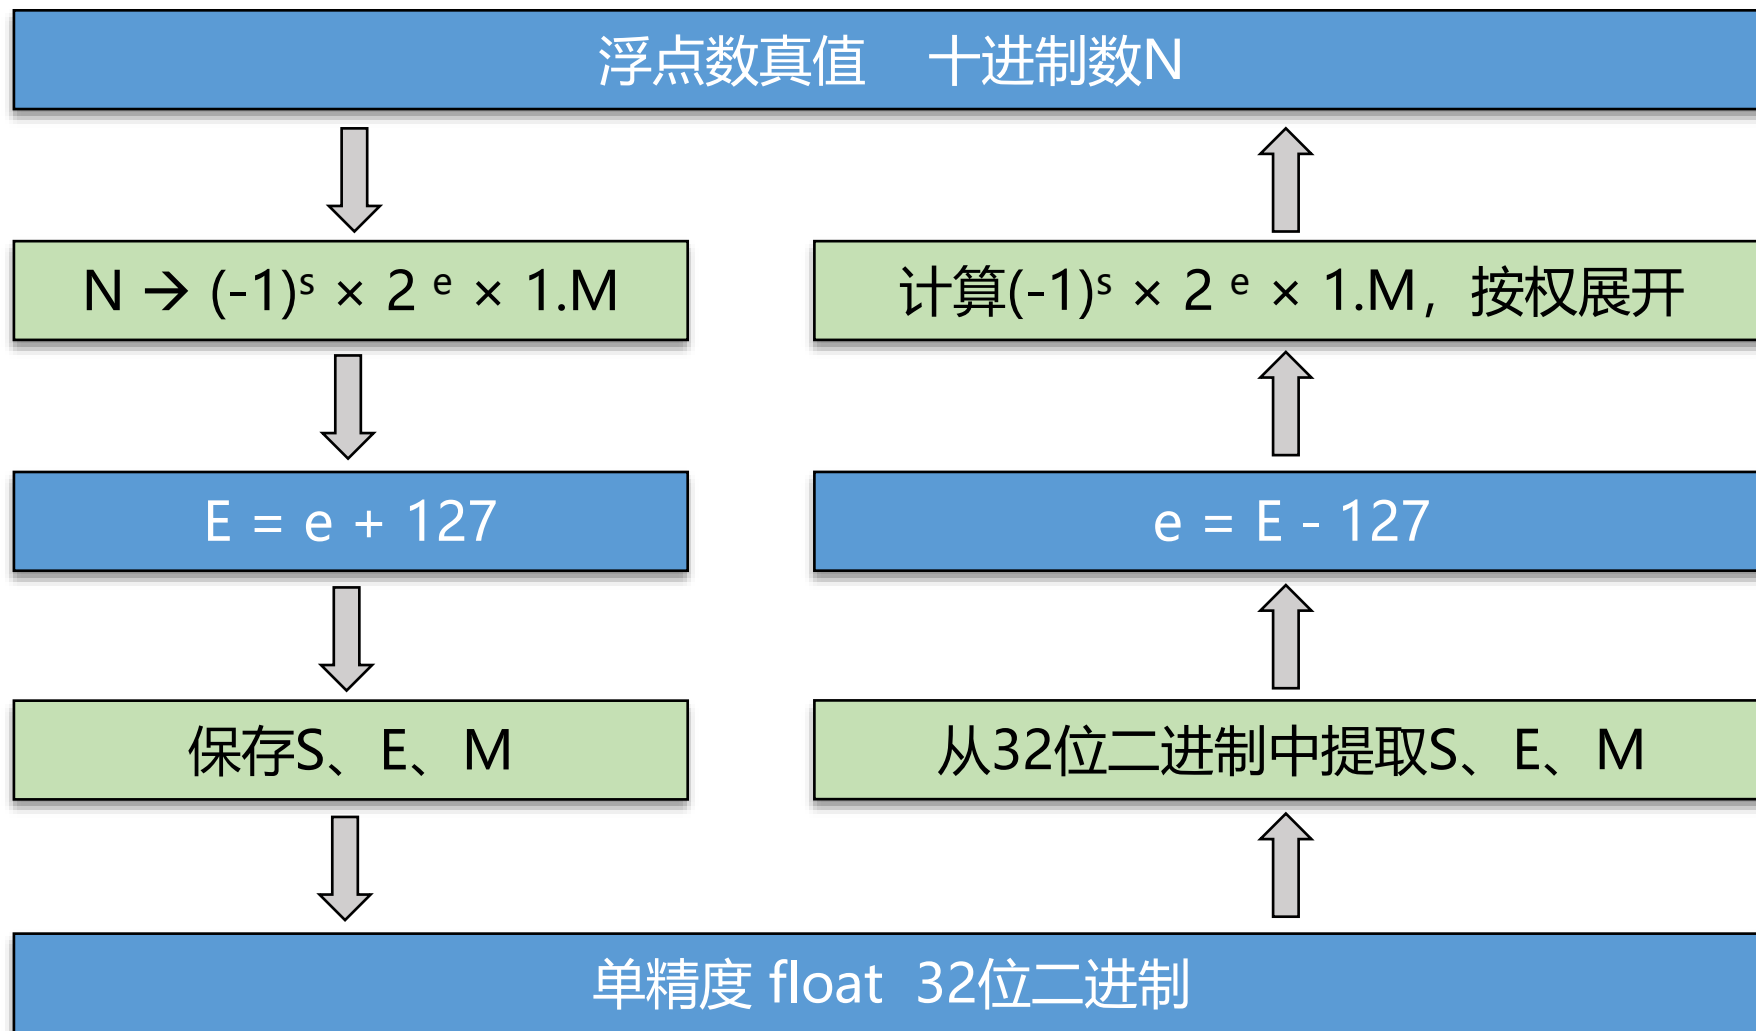 浮点数真值 十进制数N
N → (-1)ˢ × 2 ᵉ × 1.M
计算(-1)ˢ × 2 ᵉ × 1.M，按权展开
E = e + 127
e = E - 127
保存S、E、M
从32位二进制中提取S、E、M
单精度 float 32位二进制